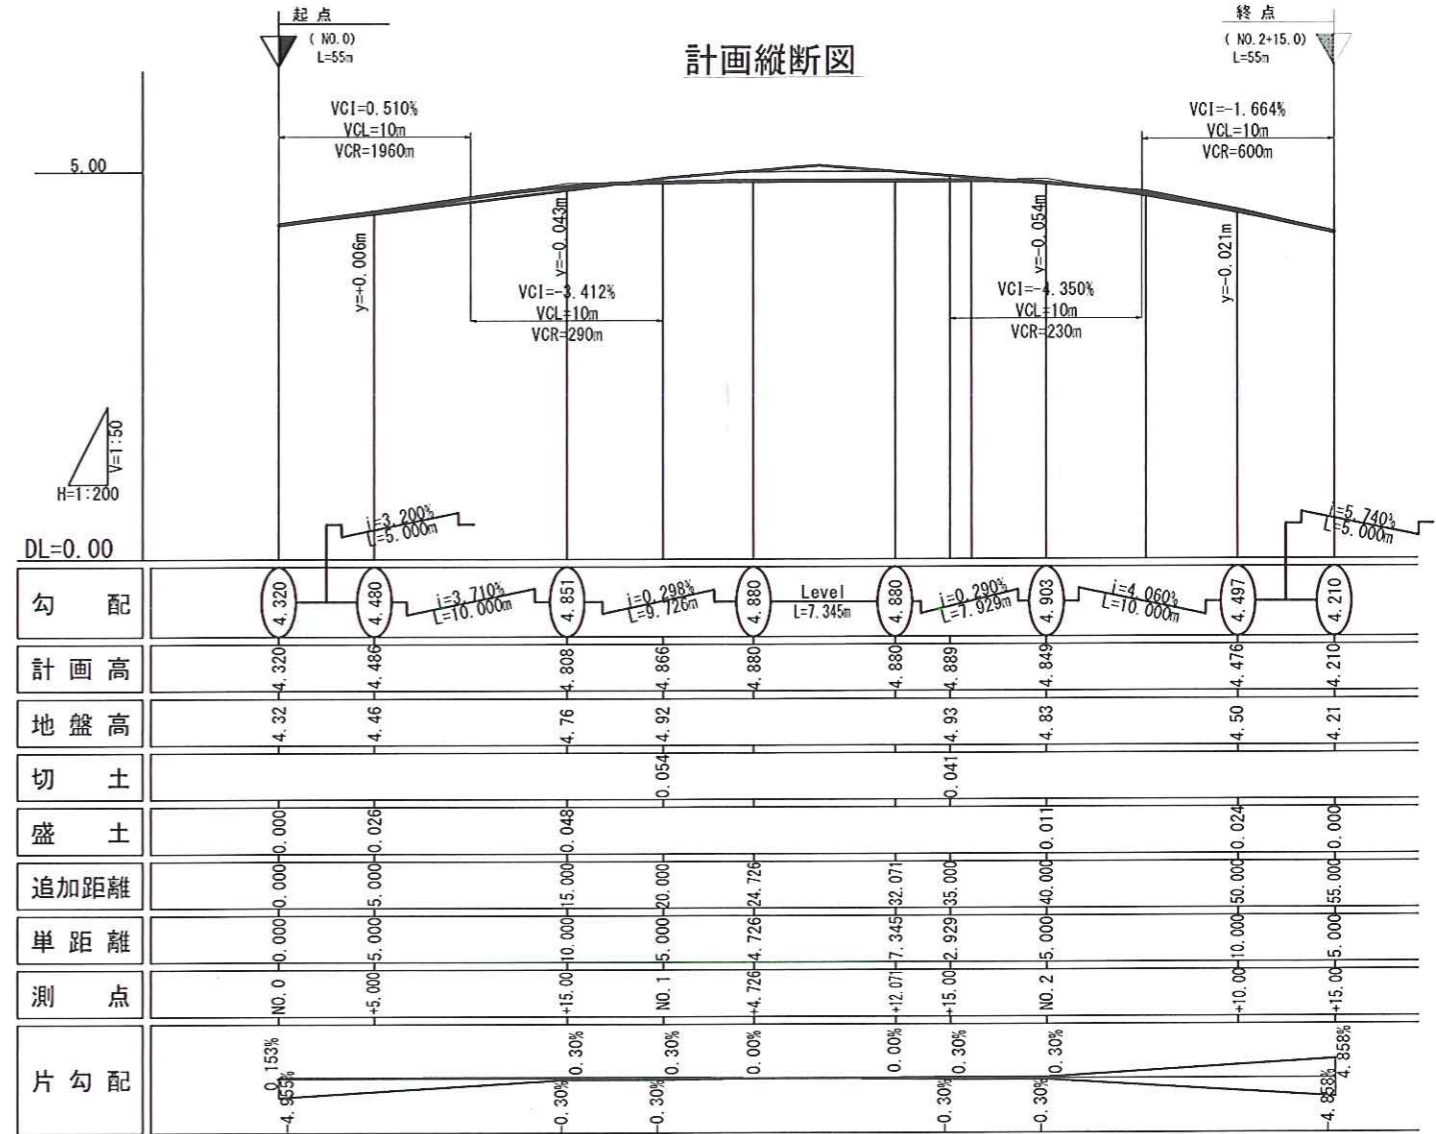 起点
( NO.0)
L=55m
終点
( NO.2+15.0)
L=55m
計画縦断図
VCI=0.510%
VCL=10m
VCR=1960m
VCI=-1.664%
VCL=10m
VCR=600m
5.00
y=+0.006m
y=-0.043m
y=-0.054m
y=-0.021m
VCI=-3.412%
VCL=10m
VCR=290m
VCI=-4.350%
VCL=10m
VCR=230m
V=1:50
H=1:200
i=3.200%
L=5.000m
i=5.740%
L=5.000m
DL=0.00
勾配 4.320 4.480 i=3.710% L=10.000m 4.851 i=0.298% L=9.726m 4.880 Level L=7.345m 4.880 i=0.290% L=7.929m 4.903 i=4.060% L=10.000m 4.497 4.210
計画高 4.320 4.486 4.808 4.866 4.880 4.880 4.889 4.849 4.476 4.210
地盤高 4.32 4.46 4.76 4.92 4.93 4.83 4.50 4.21
切土 0.054 0.041
盛土 0.000 0.026 0.048 0.011 0.024 0.000
追加距離 0.000 5.000 15.000 20.000 24.726 32.071 35.000 40.000 50.000 55.000
単距離 0.000 5.000 10.000 5.000 4.726 7.345 2.929 5.000 10.000 5.000
測点 NO.0 +5.000 +15.00 NO.1 +4.726 +12.071 +15.00 NO.2 +10.00 +15.00
片勾配 0.153% 0.30% 0.30% 0.00% 0.00% 0.30% 0.30% 4.858%
-4.955% -0.30% -0.30% -0.30% -0.30% -4.858%